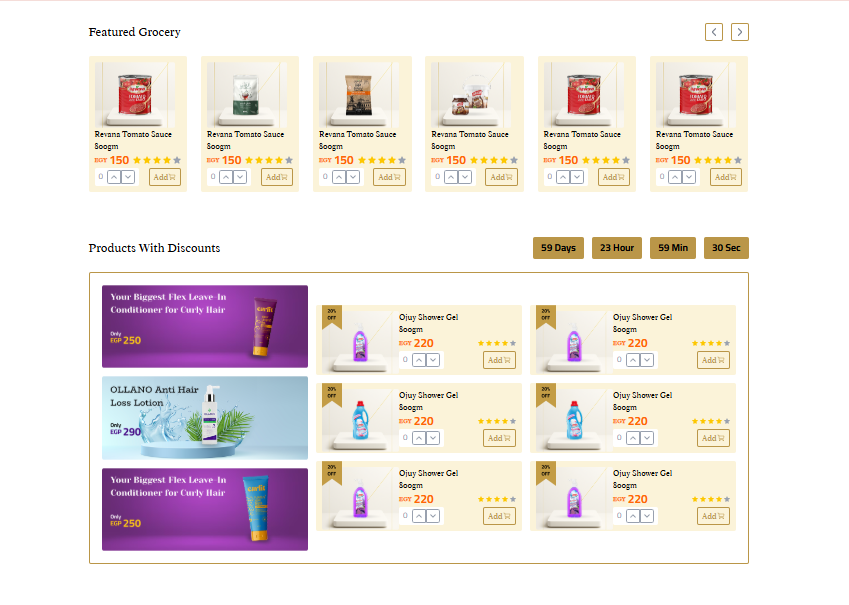 Featured Grocery
Revana Tomato Sauce
500gm
EGY 150
0
Add
Revana Tomato Sauce
500gm
EGY 150
0
Add
Revana Tomato Sauce
500gm
EGY 150
0
Add
Revana Tomato Sauce
500gm
EGY 150
0
Add
Revana Tomato Sauce
500gm
EGY 150
0
Add
Revana Tomato Sauce
500gm
EGY 150
0
Add
Products With Discounts
59 Days
23 Hour
59 Min
30 Sec
Your Biggest Flex Leave-In
Conditioner for Curly Hair
Only
EGP 250
OLLANO Anti Hair
Loss Lotion
Only
EGP 290
Your Biggest Flex Leave-In
Conditioner for Curly Hair
Only
EGP 250
20%
OFF
Ojuy Shower Gel
500gm
EGY 220
0
Add
20%
OFF
Ojuy Shower Gel
500gm
EGY 220
0
Add
20%
OFF
Ojuy Shower Gel
500gm
EGY 220
0
Add
20%
OFF
Ojuy Shower Gel
500gm
EGY 220
0
Add
20%
OFF
Ojuy Shower Gel
500gm
EGY 220
0
Add
20%
OFF
Ojuy Shower Gel
500gm
EGY 220
0
Add